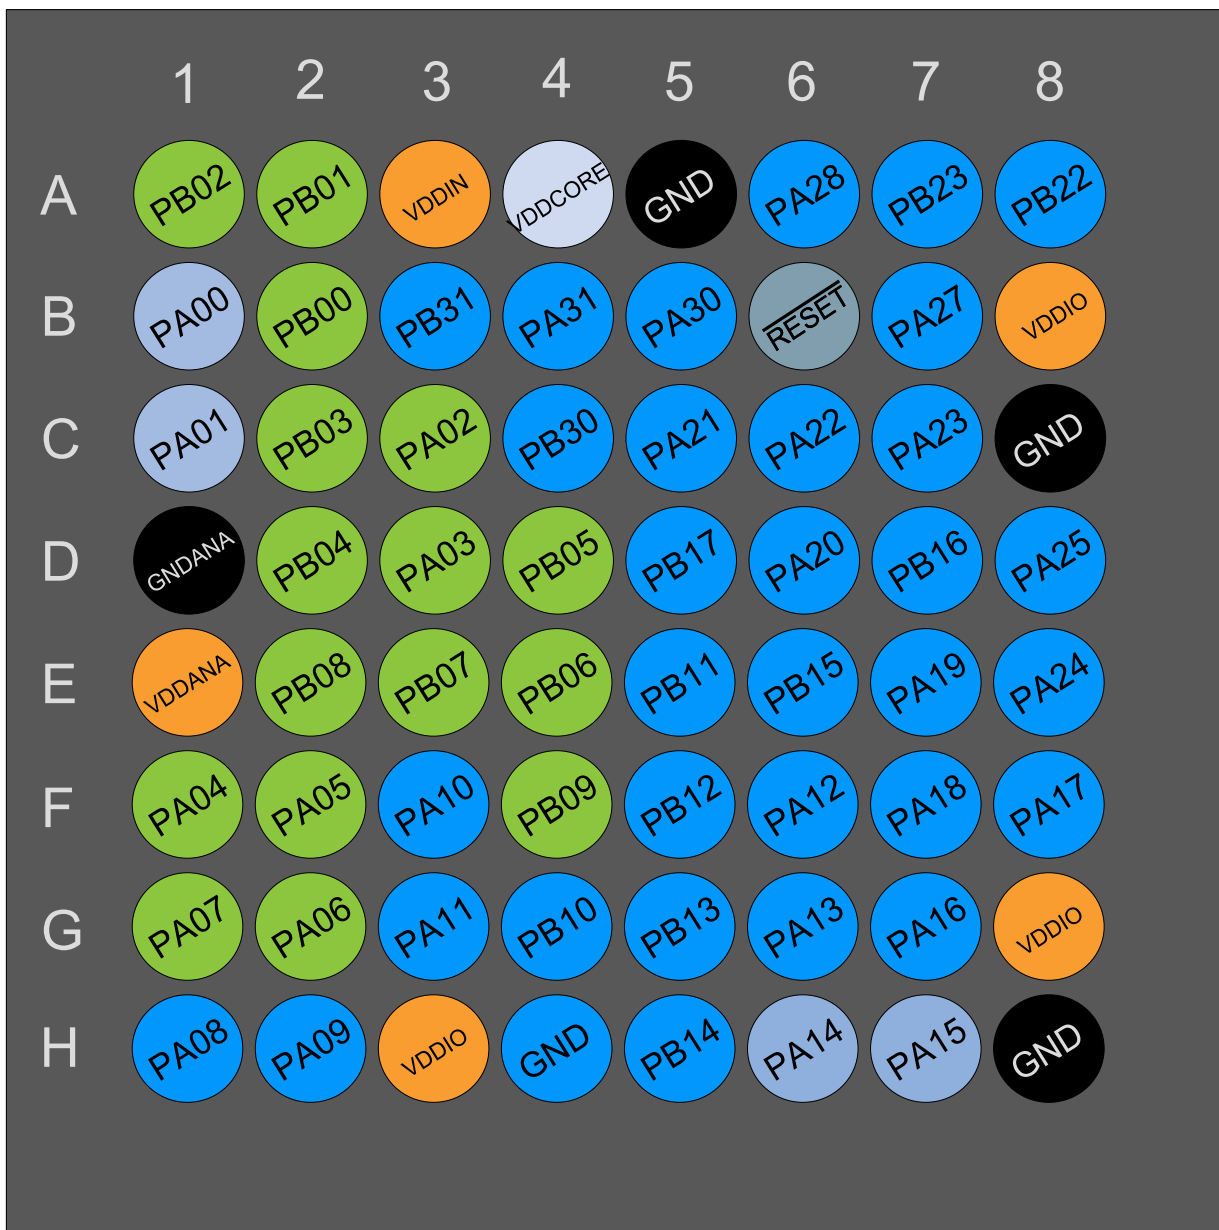 1 2 3 4 5 6 7 8
A PB02 PB01 VDDIN VDDCORE GND PA28 PB23 PB22
B PA00 PB00 PB31 PA31 PA30 RESET PA27 VDDIO
C PA01 PB03 PA02 PB30 PA21 PA22 PA23 GND
D GNDANA PB04 PA03 PB05 PB17 PA20 PB16 PA25
E VDDANA PB08 PB07 PB06 PB11 PB15 PA19 PA24
F PA04 PA05 PA10 PB09 PB12 PA12 PA18 PA17
G PA07 PA06 PA11 PB10 PB13 PA13 PA16 VDDIO
H PA08 PA09 VDDIO GND PB14 PA14 PA15 GND